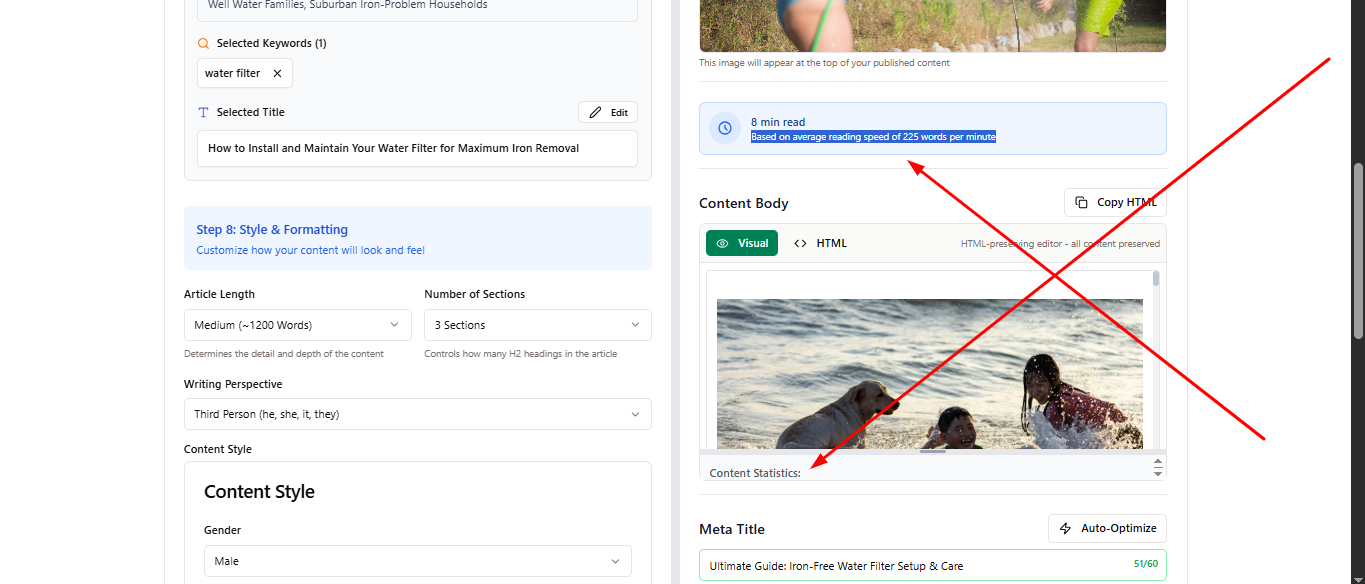 Well Water Families, Suburban Iron-Problem Households
Selected Keywords (1)
water filter
Selected Title
Edit
How to Install and Maintain Your Water Filter for Maximum Iron Removal
Step 8: Style & Formatting
Customize how your content will look and feel
Article Length
Number of Sections
Medium (~1200 Words)
3 Sections
Determines the detail and depth of the content
Controls how many H2 headings in the article
Writing Perspective
Third Person (he, she, it, they)
Content Style
Content Style
Gender
Male
This image will appear at the top of your published content
8 min read
Based on average reading speed of 225 words per minute
Content Body
Copy HTML
Visual
HTML
HTML-preserving editor - all content preserved
Content Statistics:
Meta Title
Auto-Optimize
Ultimate Guide: Iron-Free Water Filter Setup & Care
51/60